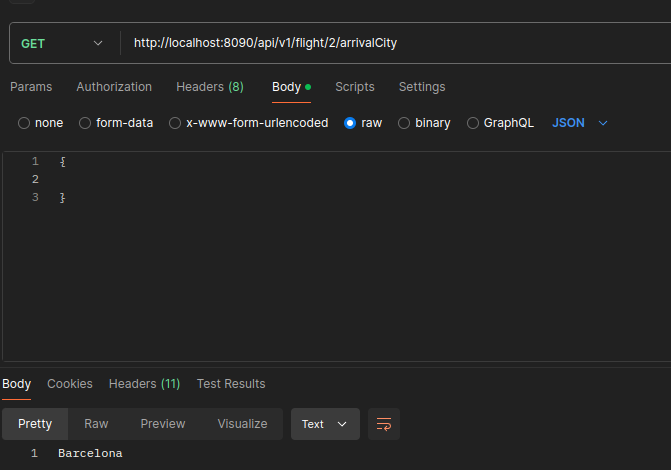 GET http://localhost:8090/api/v1/flight/2/arrivalCity
Params Authorization Headers (8) Body Scripts Settings
none form-data x-www-form-urlencoded raw binary GraphQL JSON
1 {
2
3 }
Body Cookies Headers (11) Test Results
Pretty Raw Preview Visualize Text
1 Barcelona